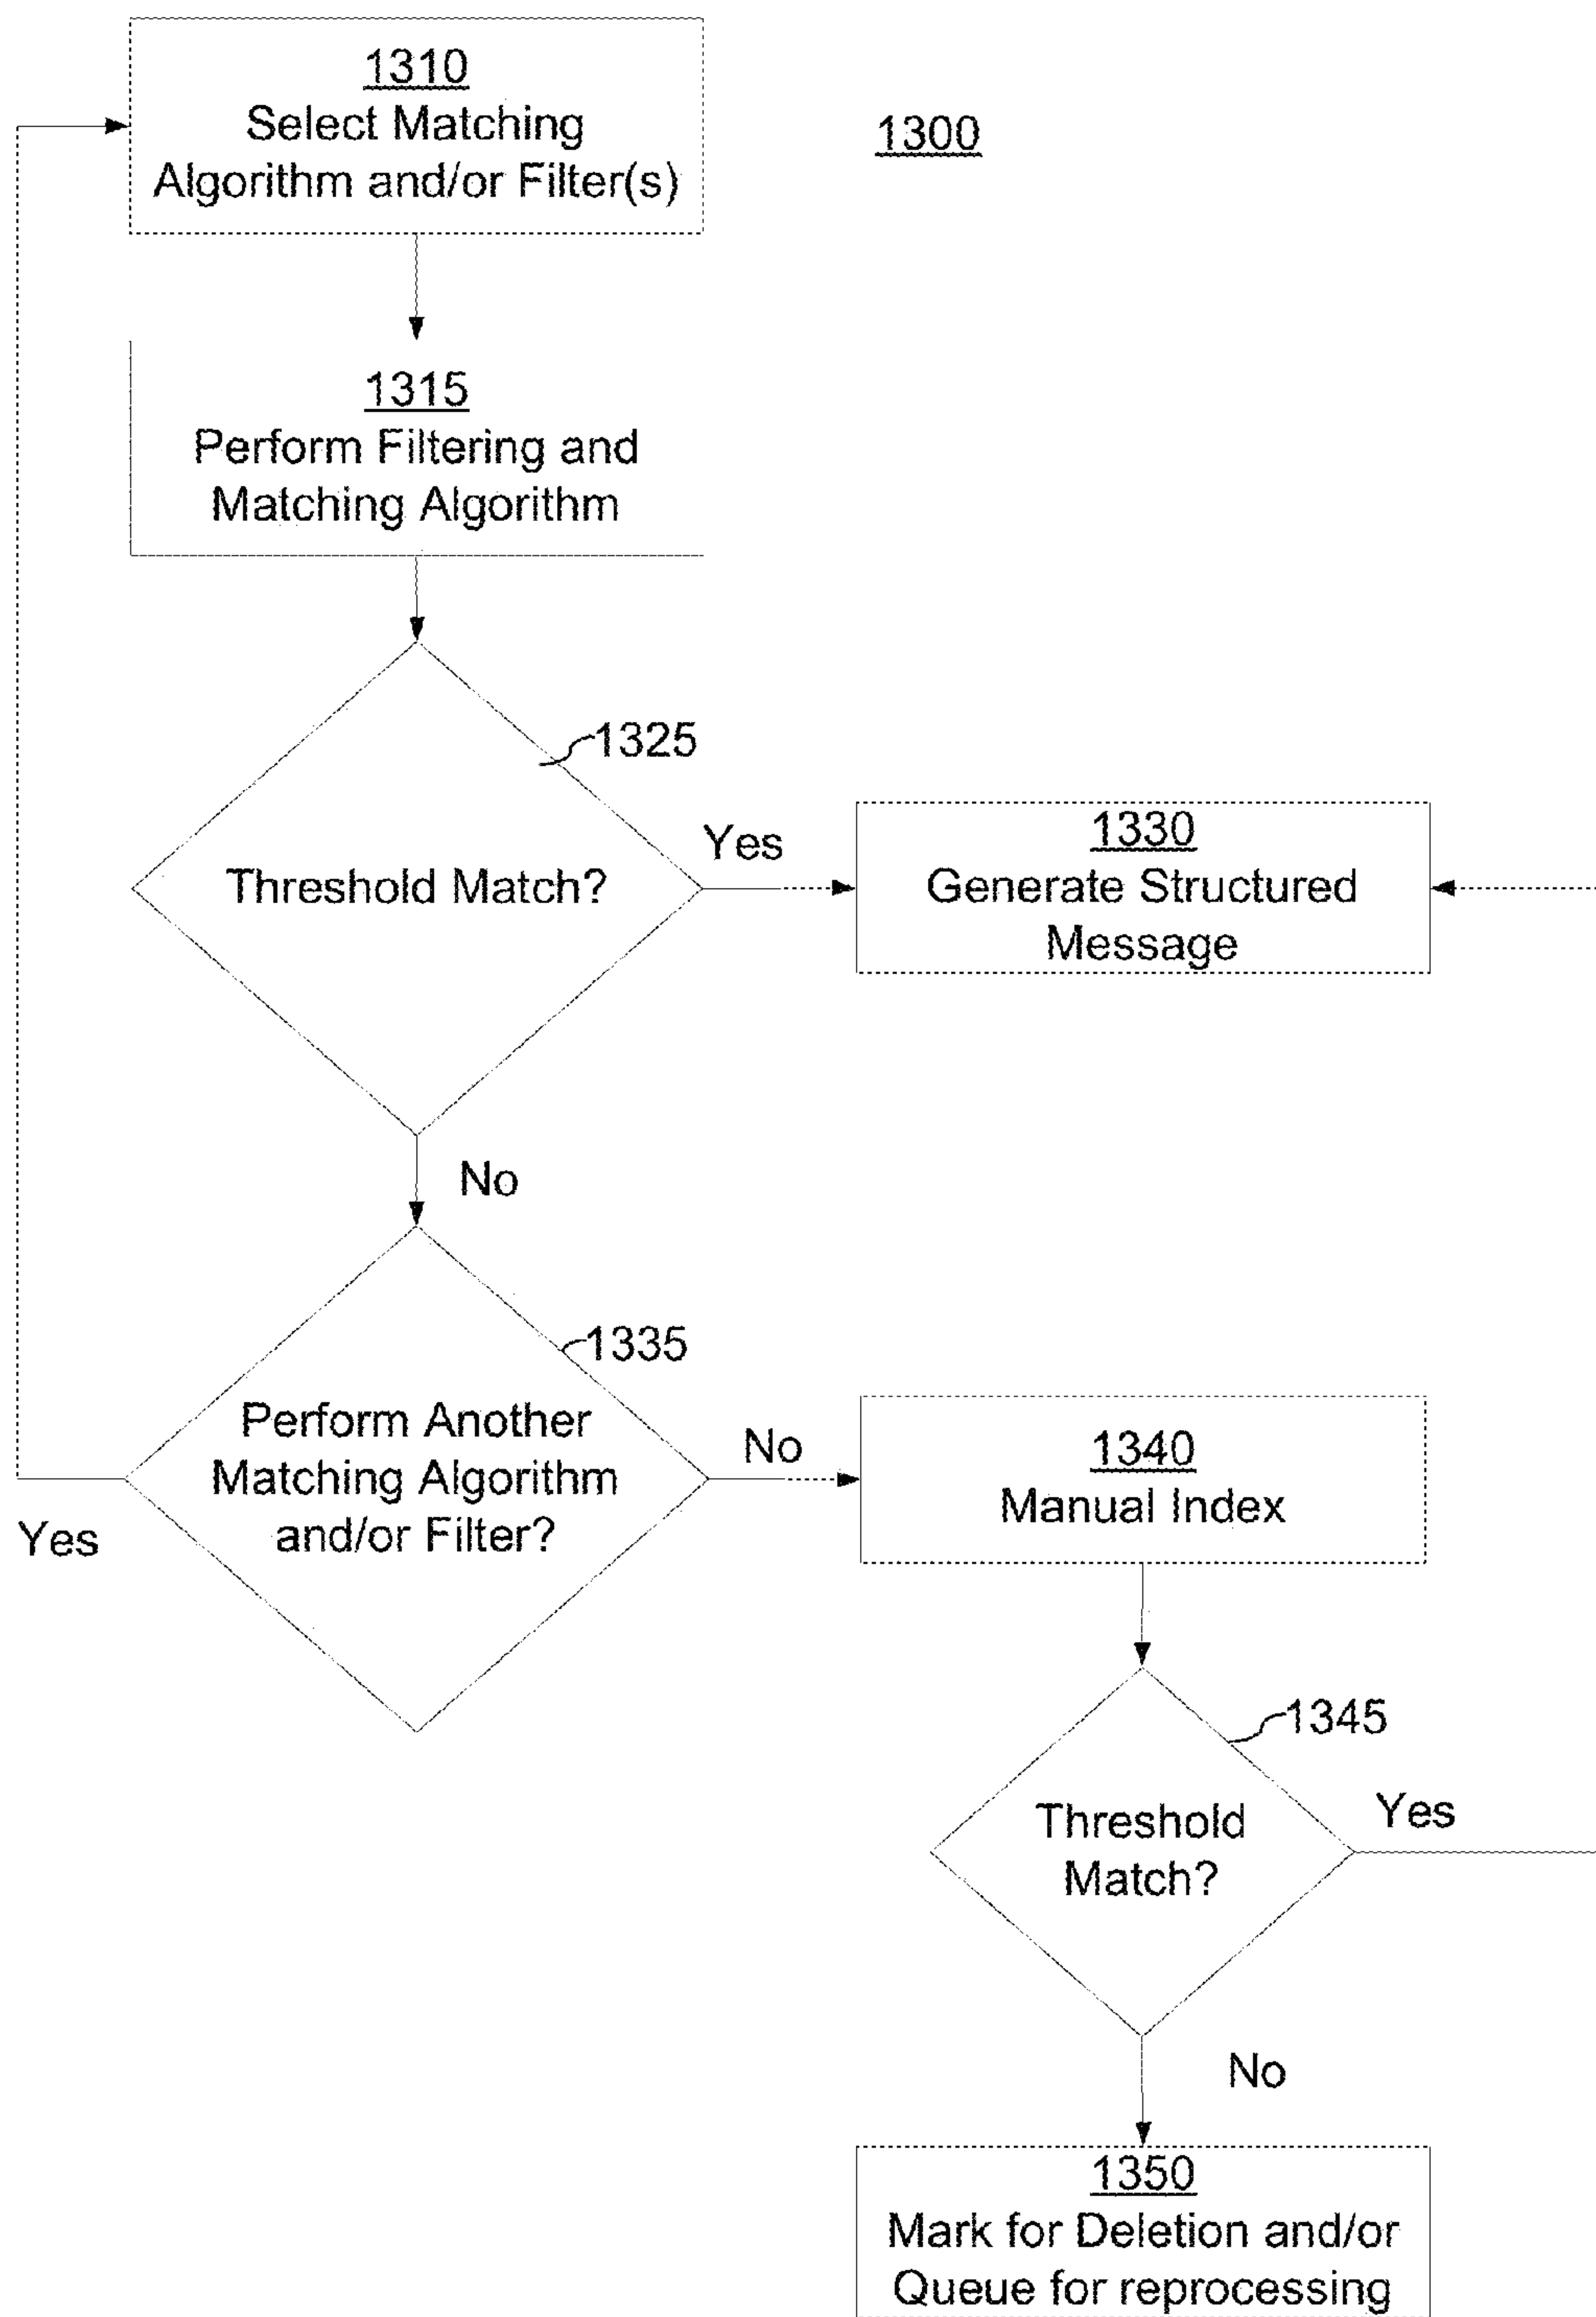 1310
Select Matching
Algorithm and/or Filter(s)
1300
1315
Perform Filtering and
Matching Algorithm
1325
Threshold Match?
Yes
1330
Generate Structured
Message
No
1335
Perform Another
Matching Algorithm
and/or Filter?
Yes
No
1340
Manual Index
1345
Threshold
Match?
Yes
No
1350
Mark for Deletion and/or
Queue for reprocessing